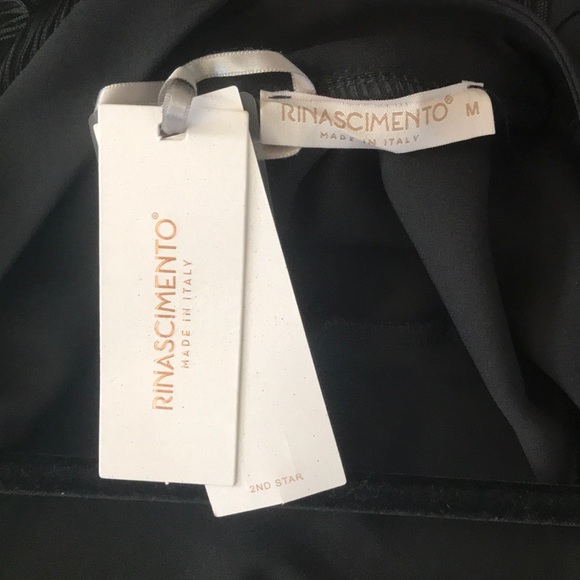 RINASCIMENTO® M
MADE IN ITALY
RINASCIMENTO®
MADE IN ITALY
2ND STAR